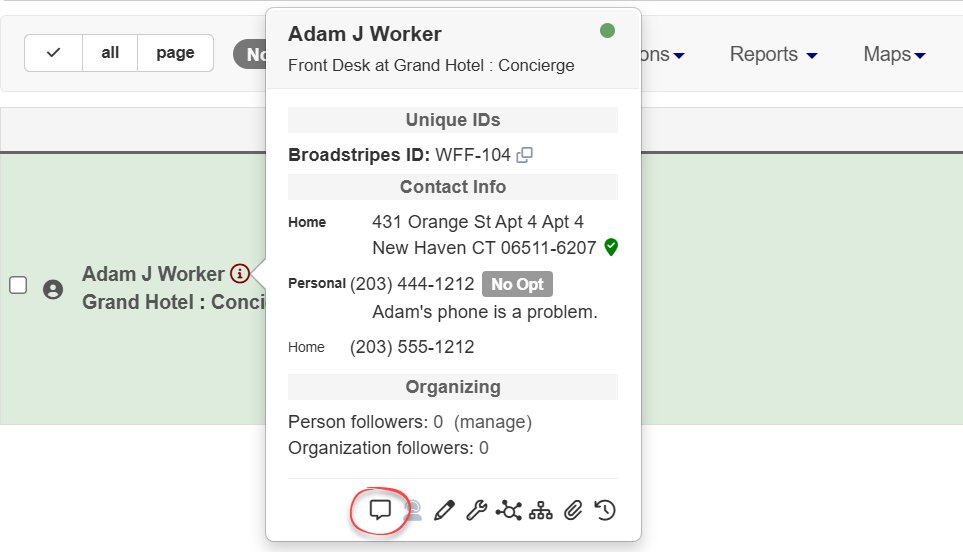 all
page
No
ons
Reports
Maps
Adam J Worker
Front Desk at Grand Hotel : Concierge
Unique IDs
Broadstripes ID: WFF-104
Contact Info
Home 431 Orange St Apt 4 Apt 4
New Haven CT 06511-6207
Personal (203) 444-1212 No Opt
Adam's phone is a problem.
Home (203) 555-1212
Organizing
Person followers: 0 (manage)
Organization followers: 0
Adam J Worker
Grand Hotel : Conci